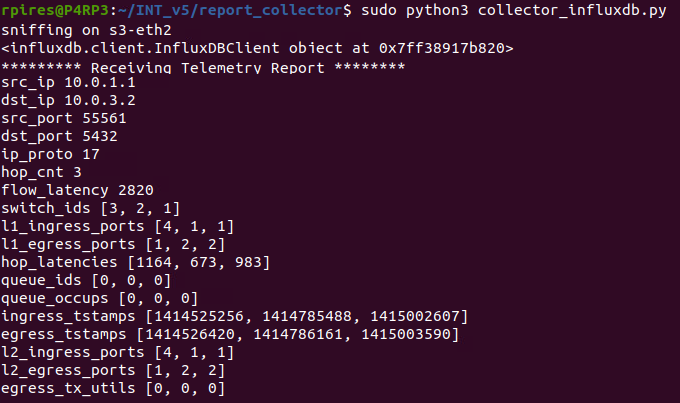 rpires@P4RP3:~/INT_v5/report_collector$ sudo python3 collector_influxdb.py
sniffing on s3-eth2
<influxdb.client.InfluxDBClient object at 0x7ff38917b820>
********* Receiving Telemetry Report ********
src_ip 10.0.1.1
dst_ip 10.0.3.2
src_port 55561
dst_port 5432
ip_proto 17
hop_cnt 3
flow_latency 2820
switch_ids [3, 2, 1]
l1_ingress_ports [4, 1, 1]
l1_egress_ports [1, 2, 2]
hop_latencies [1164, 673, 983]
queue_ids [0, 0, 0]
queue_occups [0, 0, 0]
ingress_tstamps [1414525256, 1414785488, 1415002607]
egress_tstamps [1414526420, 1414786161, 1415003590]
l2_ingress_ports [4, 1, 1]
l2_egress_ports [1, 2, 2]
egress_tx_utils [0, 0, 0]